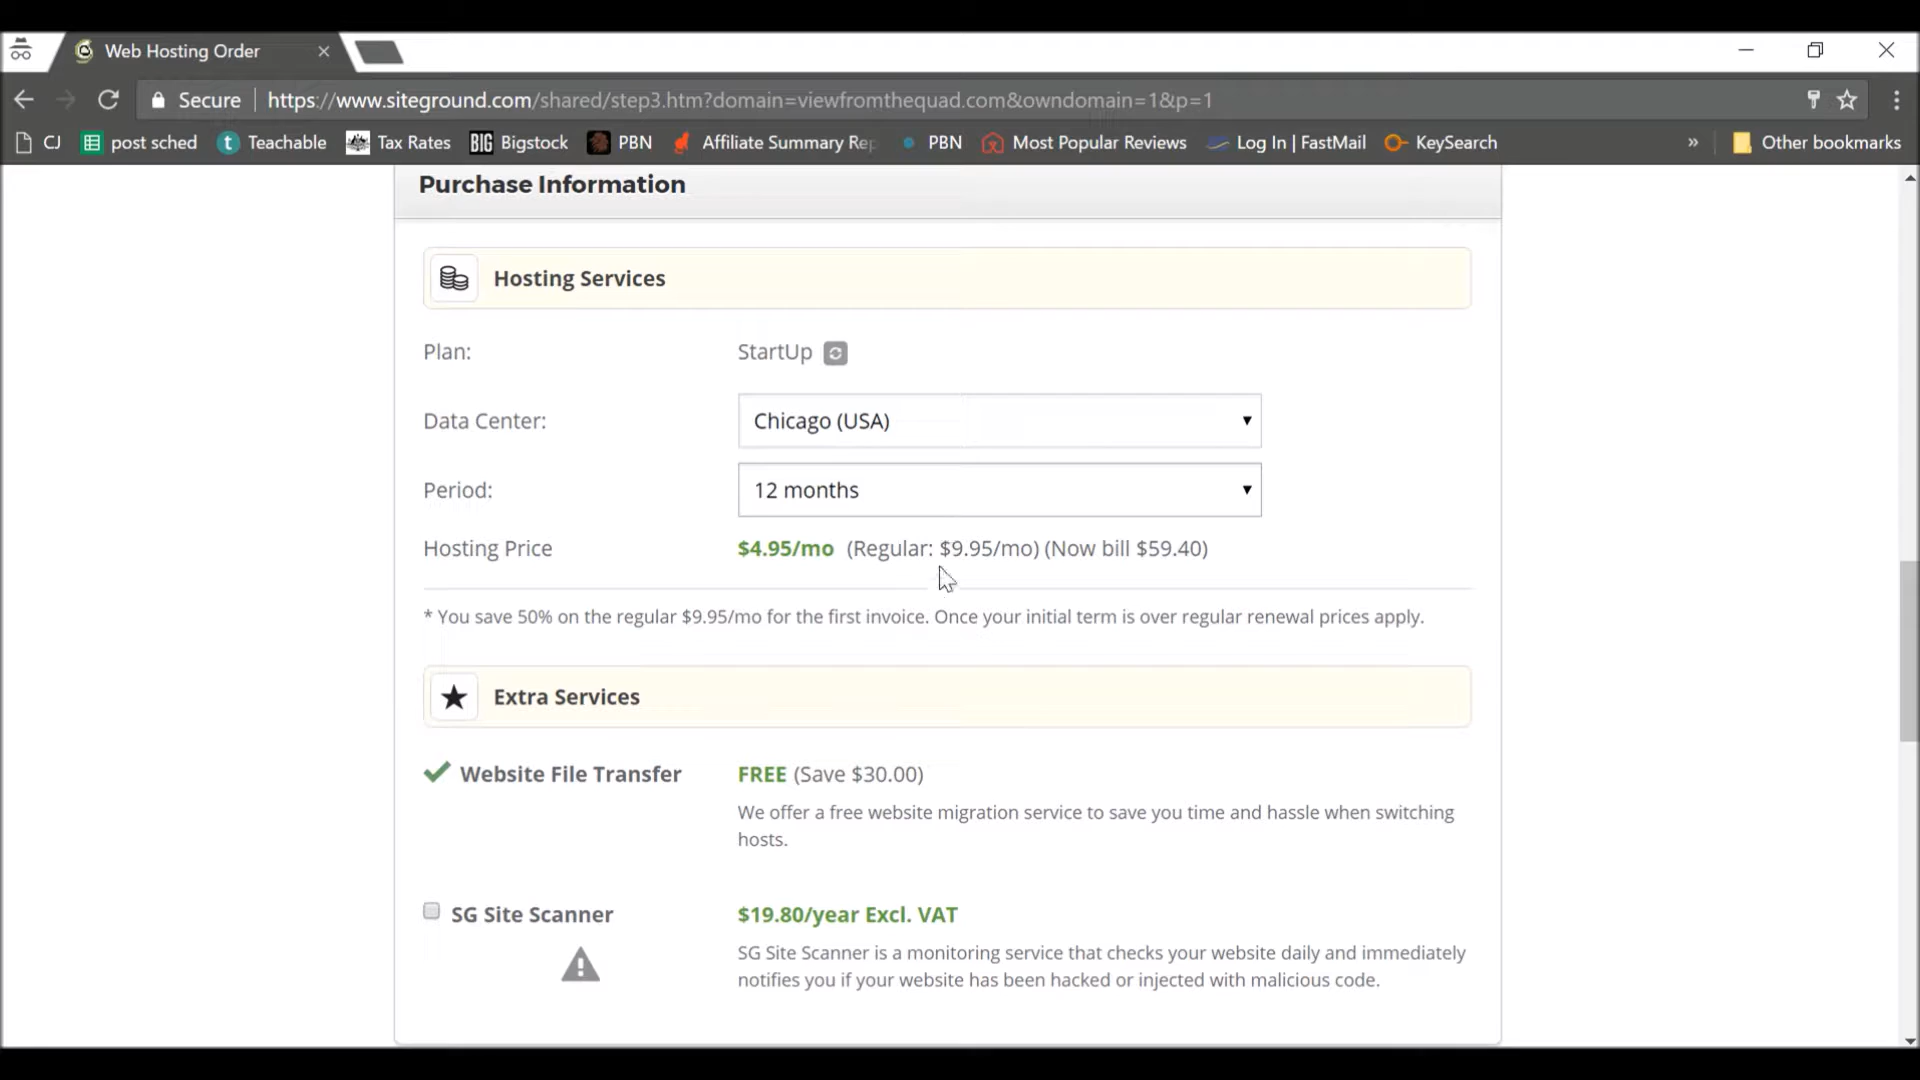 Web Hosting Order
Secure https://www.siteground.com/shared/step3.htm?domain=viewfromthequad.com&owndomain=1&p=1
CJ post sched Teachable Tax Rates BIG Bigstock PBN Affiliate Summary Rep PBN Most Popular Reviews Log In | FastMail KeySearch » Other bookmarks
Purchase Information
Hosting Services
Plan: StartUp
Data Center: Chicago (USA)
Period: 12 months
Hosting Price $4.95/mo (Regular: $9.95/mo) (Now bill $59.40)
* You save 50% on the regular $9.95/mo for the first invoice. Once your initial term is over regular renewal prices apply.
Extra Services
Website File Transfer FREE (Save $30.00)
We offer a free website migration service to save you time and hassle when switching
hosts.
SG Site Scanner $19.80/year Excl. VAT
SG Site Scanner is a monitoring service that checks your website daily and immediately
notifies you if your website has been hacked or injected with malicious code.